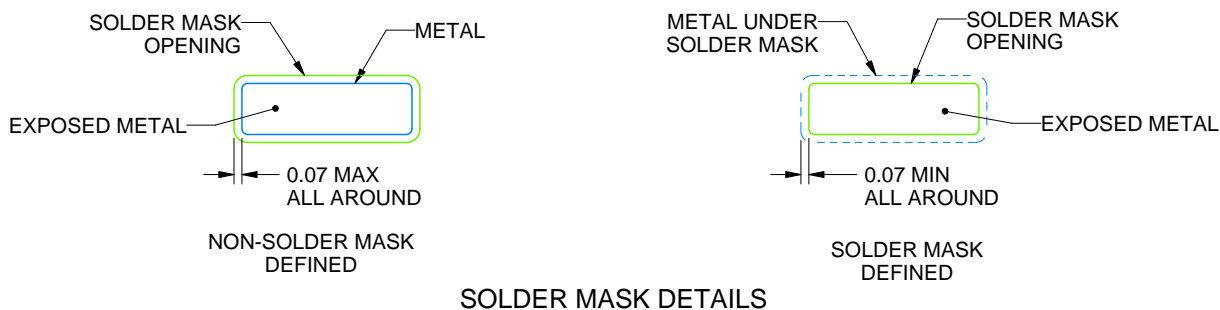 SOLDER MASK
OPENING
METAL
EXPOSED METAL
0.07 MAX
ALL AROUND
NON-SOLDER MASK
DEFINED
METAL UNDER
SOLDER MASK
SOLDER MASK
OPENING
EXPOSED METAL
0.07 MIN
ALL AROUND
SOLDER MASK
DEFINED
SOLDER MASK DETAILS